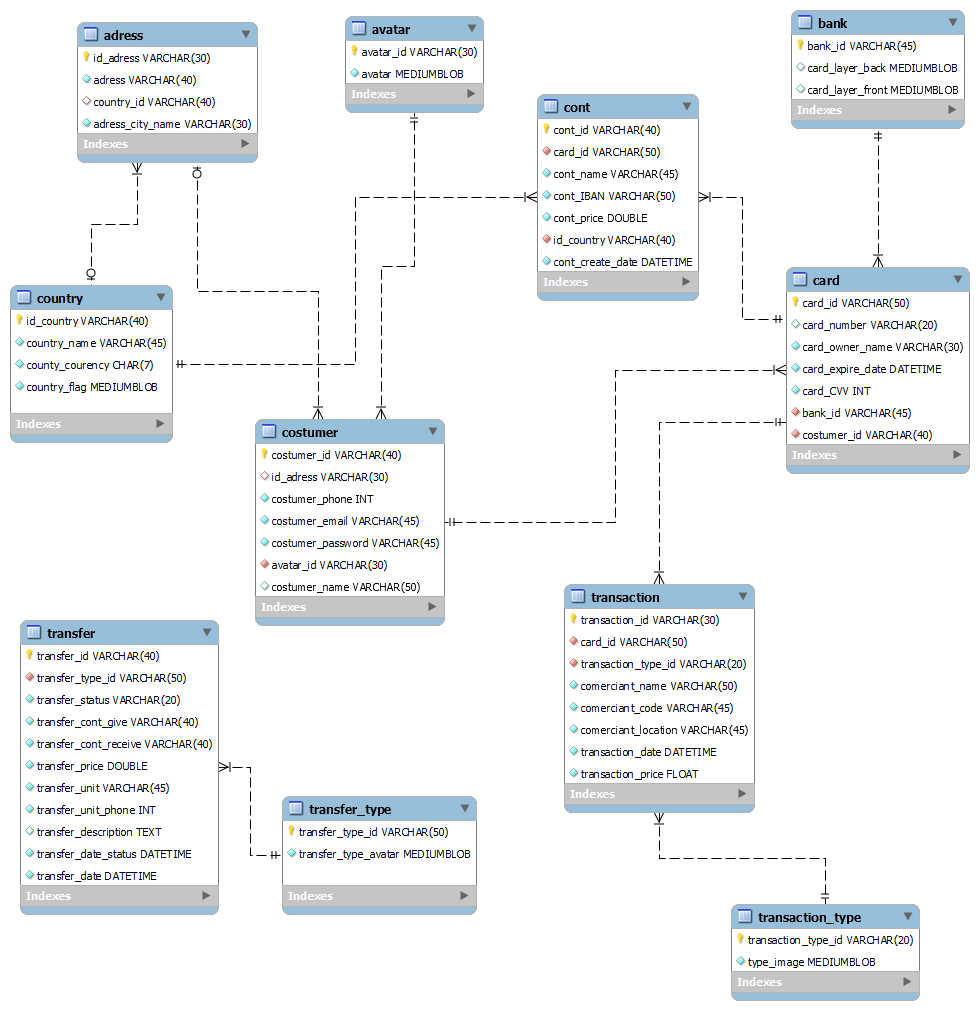 adress
id_adress VARCHAR(30)
adress VARCHAR(40)
country_id VARCHAR(40)
adress_city_name VARCHAR(30)
Indexes
avatar
avatar_id VARCHAR(30)
avatar MEDIUMBLOB
Indexes
bank
bank_id VARCHAR(45)
card_layer_back MEDIUMBLOB
card_layer_front MEDIUMBLOB
Indexes
cont
cont_id VARCHAR(40)
card_id VARCHAR(50)
cont_name VARCHAR(45)
cont_IBAN VARCHAR(50)
cont_price DOUBLE
id_country VARCHAR(40)
cont_create_date DATETIME
Indexes
country
id_country VARCHAR(40)
country_name VARCHAR(45)
county_courency CHAR(7)
country_flag MEDIUMBLOB
Indexes
card
card_id VARCHAR(50)
card_number VARCHAR(20)
card_owner_name VARCHAR(30)
card_expire_date DATETIME
card_CVV INT
bank_id VARCHAR(45)
costumer_id VARCHAR(40)
Indexes
costumer
costumer_id VARCHAR(40)
id_adress VARCHAR(30)
costumer_phone INT
costumer_email VARCHAR(45)
costumer_password VARCHAR(45)
avatar_id VARCHAR(30)
costumer_name VARCHAR(50)
Indexes
transfer
transfer_id VARCHAR(40)
transfer_type_id VARCHAR(50)
transfer_status VARCHAR(20)
transfer_cont_give VARCHAR(40)
transfer_cont_receive VARCHAR(40)
transfer_price DOUBLE
transfer_unit VARCHAR(45)
transfer_unit_phone INT
transfer_description TEXT
transfer_date_status DATETIME
transfer_date DATETIME
Indexes
transfer_type
transfer_type_id VARCHAR(50)
transfer_type_avatar MEDIUMBLOB
Indexes
transaction
transaction_id VARCHAR(30)
card_id VARCHAR(50)
transaction_type_id VARCHAR(20)
comerciant_name VARCHAR(50)
comerciant_code VARCHAR(45)
comerciant_location VARCHAR(45)
transaction_date DATETIME
transaction_price FLOAT
Indexes
transaction_type
transaction_type_id VARCHAR(20)
type_image MEDIUMBLOB
Indexes